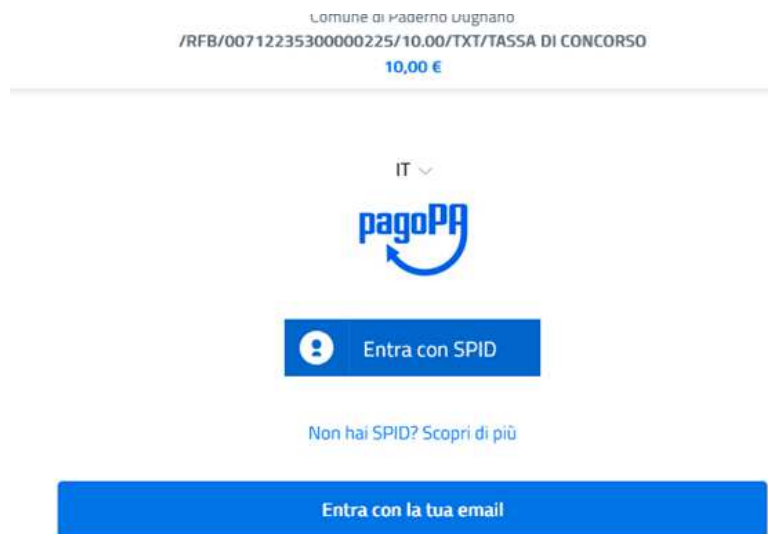 Comune di Paderno Dugnano
/RFB/00712235300000225/10.00/TXT/TASSA DI CONCORSO
10,00 €
IT
pagoPA
Entra con SPID
Non hai SPID? Scopri di più
Entra con la tua email